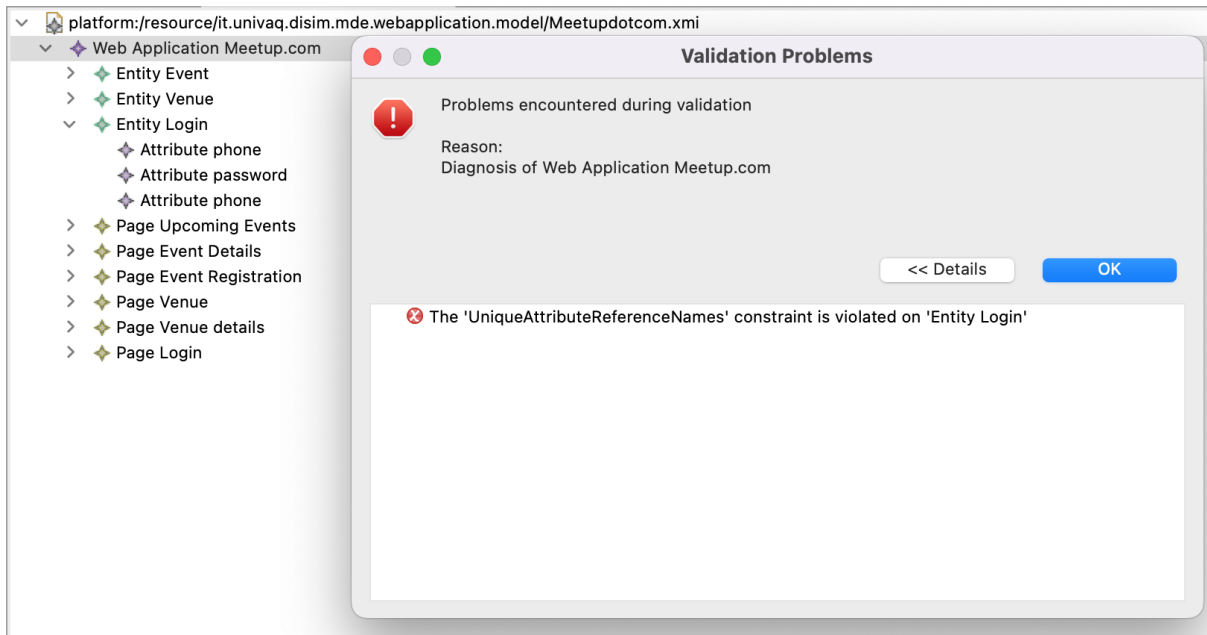 platform:/resource/it.univaq.disim.mde.webapplication.model/Meetupdotcom.xmi
Web Application Meetup.com
Entity Event
Entity Venue
Entity Login
Attribute phone
Attribute password
Attribute phone
Page Upcoming Events
Page Event Details
Page Event Registration
Page Venue
Page Venue details
Page Login
Validation Problems
Problems encountered during validation
Reason:
Diagnosis of Web Application Meetup.com
<< Details
OK
The 'UniqueAttributeReferenceNames' constraint is violated on 'Entity Login'